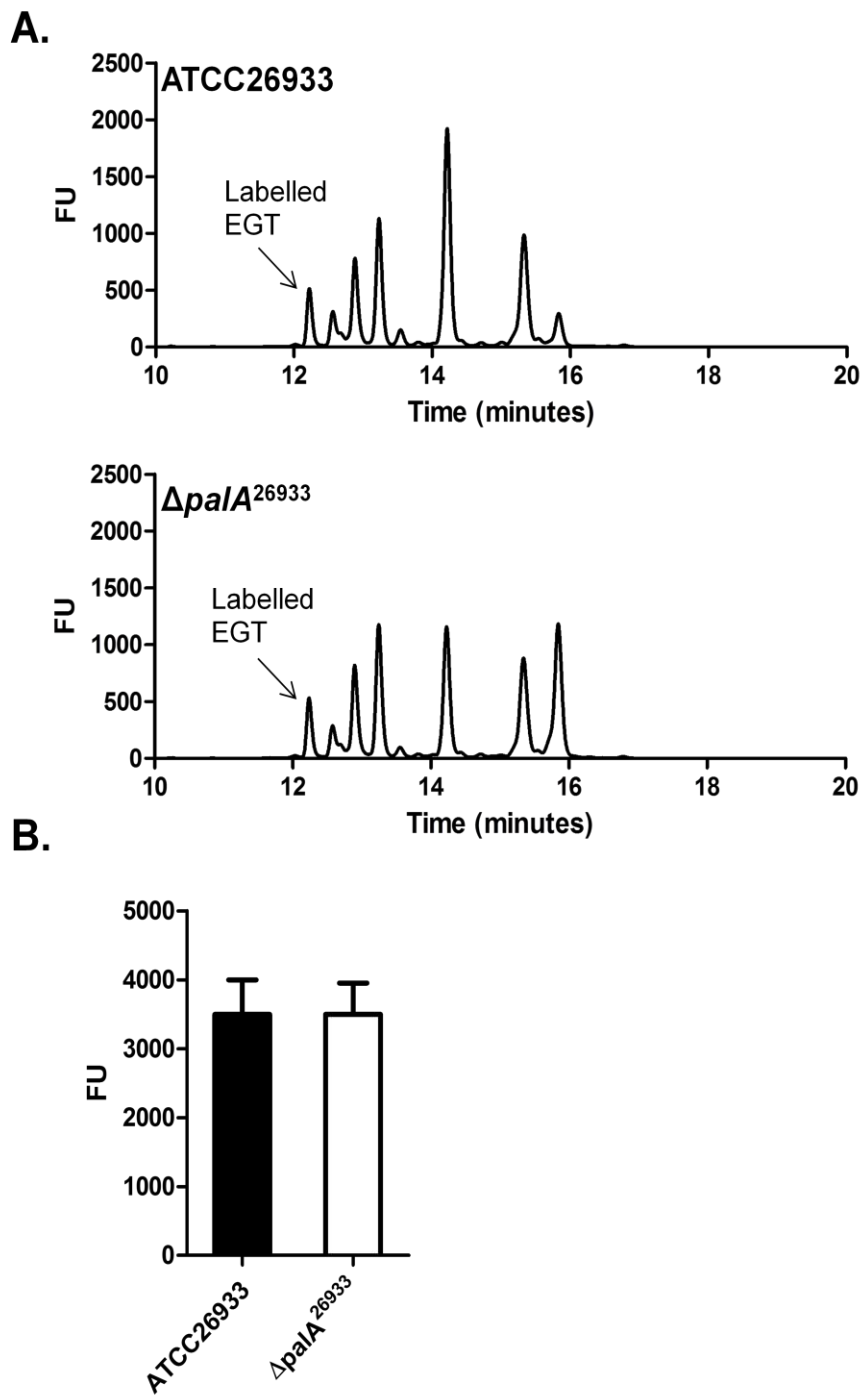 A.
2500
ATCC26933
2000
1500
Labelled
EGT
1000
500
0
FU
10 12 14 16 18 20
Time (minutes)
2500
ΔpalA26933
2000
1500
Labelled
EGT
1000
500
0
FU
10 12 14 16 18 20
Time (minutes)
B.
5000
4000
3000
2000
1000
0
FU
ATCC26933
ΔpalA26933